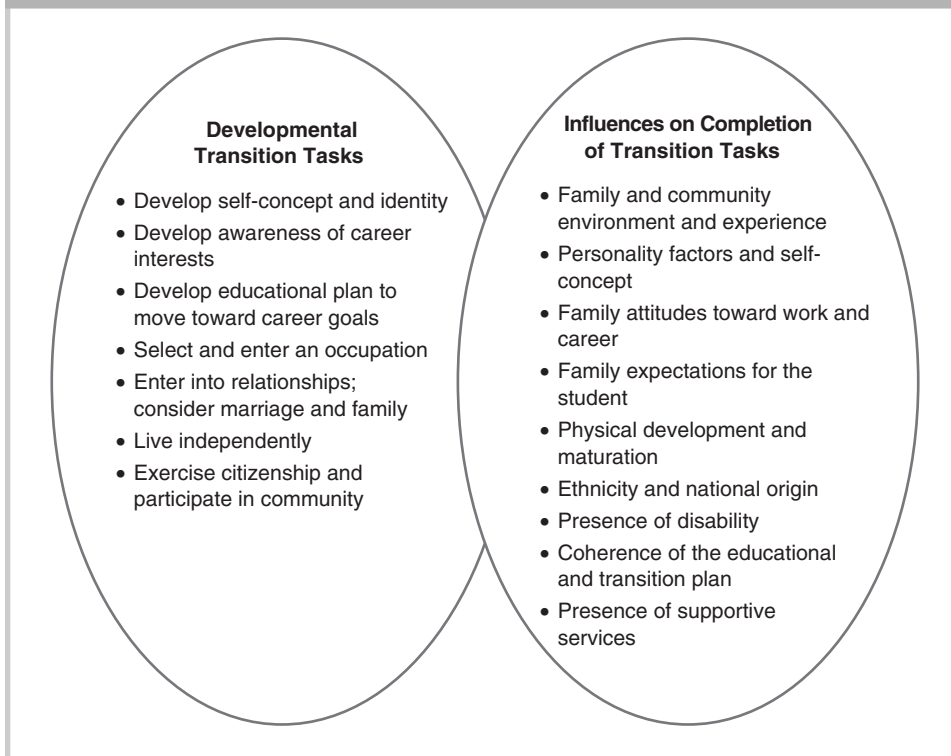 Developmental
Transition Tasks
• Develop self-concept and identity
• Develop awareness of career
interests
• Develop educational plan to
move toward career goals
• Select and enter an occupation
• Enter into relationships;
consider marriage and family
• Live independently
• Exercise citizenship and
participate in community
Influences on Completion
of Transition Tasks
• Family and community
environment and experience
• Personality factors and self-
concept
• Family attitudes toward work and
career
• Family expectations for the
student
• Physical development and
maturation
• Ethnicity and national origin
• Presence of disability
• Coherence of the educational
and transition plan
• Presence of supportive
services